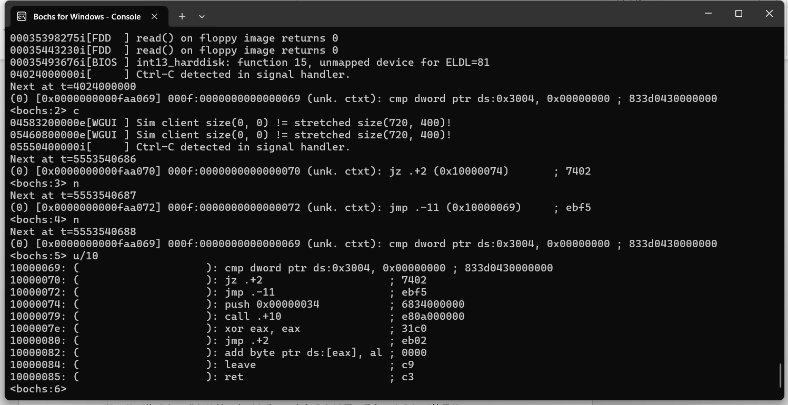 Bochs for Windows - Console
00035398275i[FDD   ] read() on floppy image returns 0
00035443230i[FDD   ] read() on floppy image returns 0
00035493676i[BIOS  ] int13_harddisk: function 15, unmapped device for ELDL=81
04024000000i[      ] Ctrl-C detected in signal handler.
Next at t=4024000000
(0) [0x0000000000faa069] 000f:0000000000000069 (unk. ctxt): cmp dword ptr ds:0x3004, 0x00000000 ; 833d0430000000
<bochs:2> c
04583200000e[WGUI  ] Sim client size(0, 0) != stretched size(720, 400)!
05460800000e[WGUI  ] Sim client size(0, 0) != stretched size(720, 400)!
05550400000i[      ] Ctrl-C detected in signal handler.
Next at t=5553540686
(0) [0x0000000000faa070] 000f:0000000000000070 (unk. ctxt): jz .+2 (0x10000074)       ; 7402
<bochs:3> n
Next at t=5553540687
(0) [0x0000000000faa072] 000f:0000000000000072 (unk. ctxt): jmp .-11 (0x10000069)     ; ebf5
<bochs:4> n
Next at t=5553540688
(0) [0x0000000000faa069] 000f:0000000000000069 (unk. ctxt): cmp dword ptr ds:0x3004, 0x00000000 ; 833d0430000000
<bochs:5> u/10
10000069: (                    ): cmp dword ptr ds:0x3004, 0x00000000 ; 833d0430000000
10000070: (                    ): jz .+2                    ; 7402
10000072: (                    ): jmp .-11                  ; ebf5
10000074: (                    ): push 0x00000034           ; 6834000000
10000079: (                    ): call .+10                 ; e80a000000
1000007e: (                    ): xor eax, eax              ; 31c0
10000080: (                    ): jmp .+2                   ; eb02
10000082: (                    ): add byte ptr ds:[eax], al ; 0000
10000084: (                    ): leave                     ; c9
10000085: (                    ): ret                       ; c3
<bochs:6>